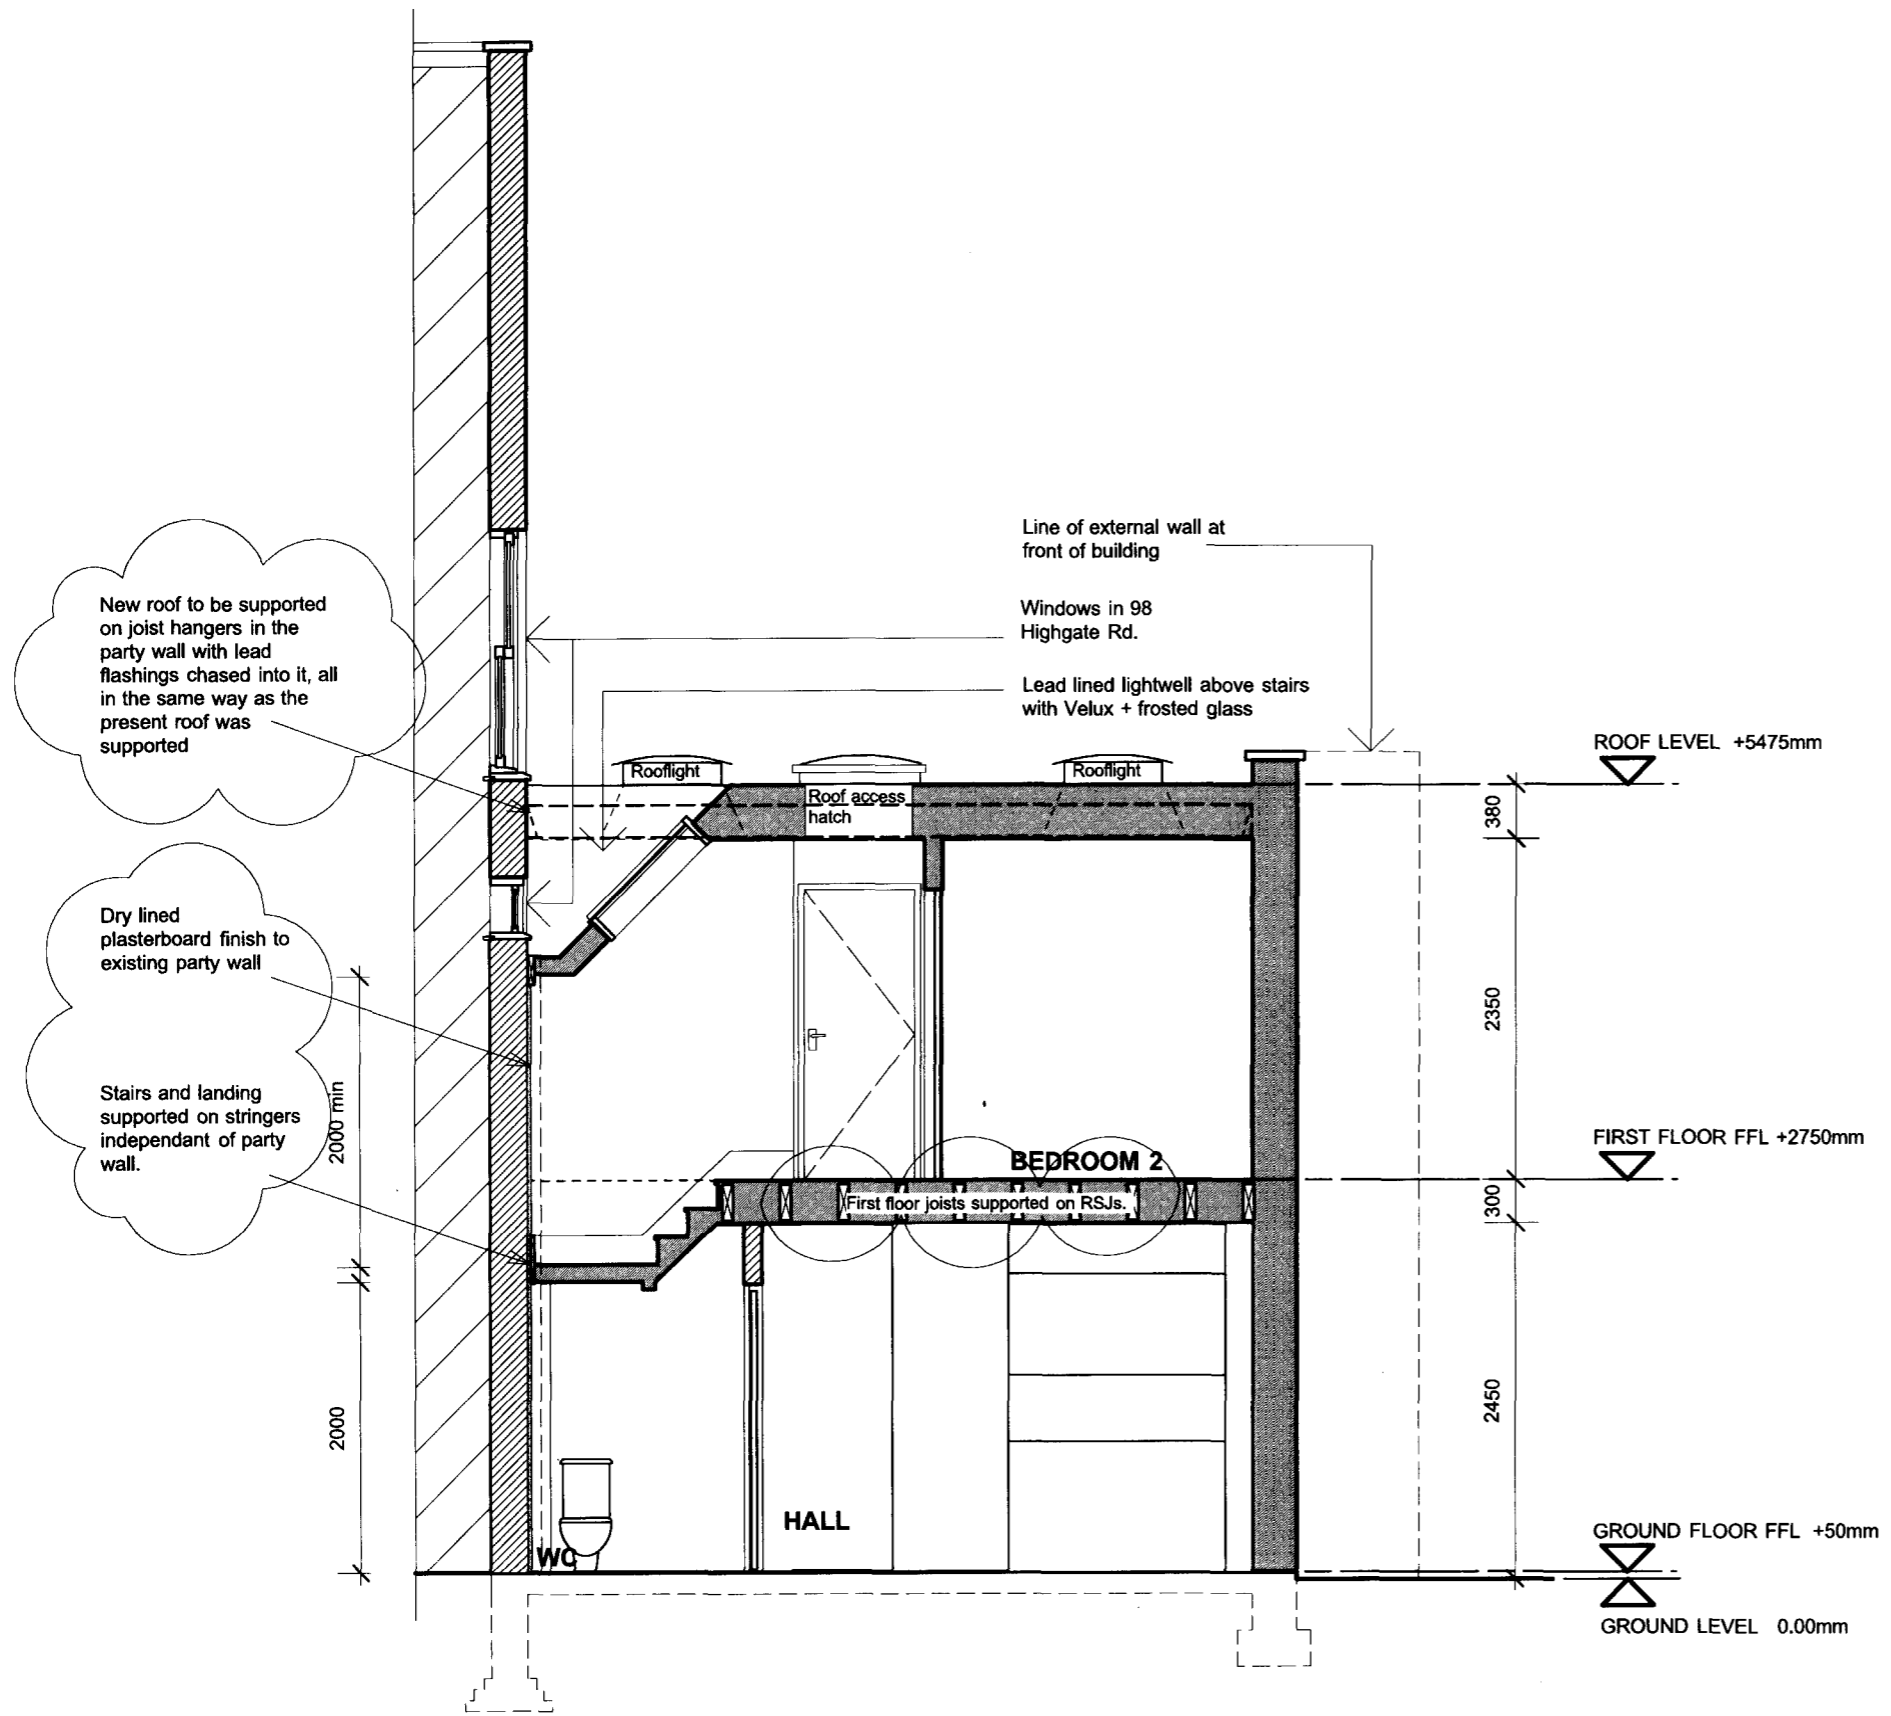 New roof to be supported
on joist hangers in the
party wall with lead
flashings chased into it, all
in the same way as the
present roof was
supported
Dry lined
plasterboard finish to
existing party wall
Stairs and landing
supported on stringers
independant of party
wall.
2000 min
2000
Line of external wall at
front of building
Windows in 98
Highgate Rd.
Lead lined lightwell above stairs
with Velux + frosted glass
Rooflight
Roof access
hatch
Rooflight
BEDROOM 2
First floor joists supported on RSJs.
HALL
WC
380
2350
300
2450
ROOF LEVEL +5475mm
FIRST FLOOR FFL +2750mm
GROUND FLOOR FFL +50mm
GROUND LEVEL 0.00mm